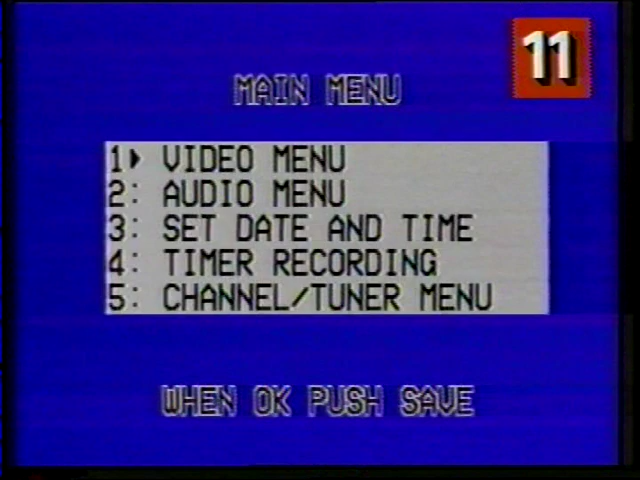 11
MAIN MENU
1▸ VIDEO MENU
2: AUDIO MENU
3: SET DATE AND TIME
4: TIMER RECORDING
5: CHANNEL/TUNER MENU
WHEN OK PUSH SAVE